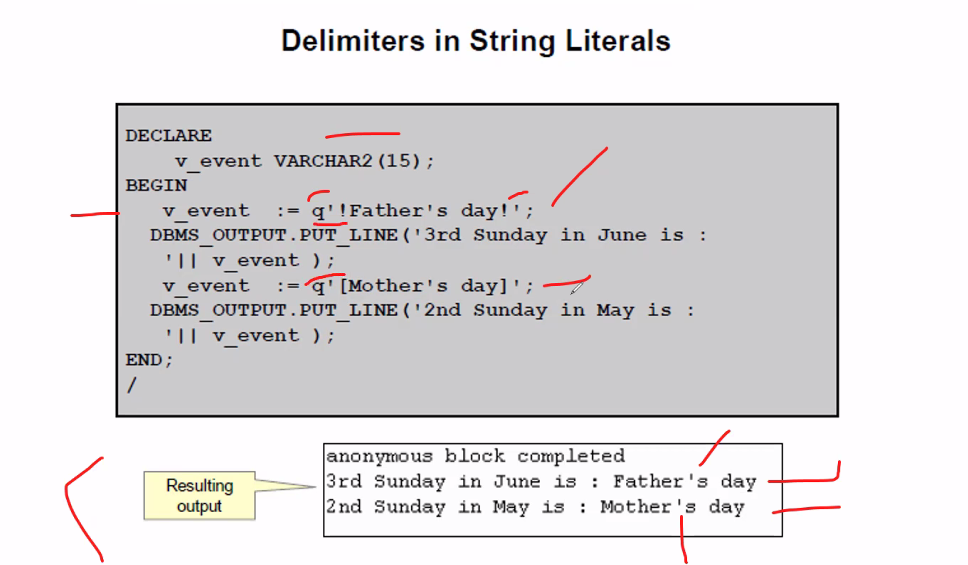 Delimiters in String Literals
DECLARE
v_event VARCHAR2(15);
BEGIN
v_event := q'!Father's day!';
DBMS_OUTPUT.PUT_LINE('3rd Sunday in June is :
'|| v_event );
v_event := q'[Mother's day]';
DBMS_OUTPUT.PUT_LINE('2nd Sunday in May is :
'|| v_event );
END;
/
anonymous block completed
3rd Sunday in June is : Father's day
2nd Sunday in May is : Mother's day
Resulting
output